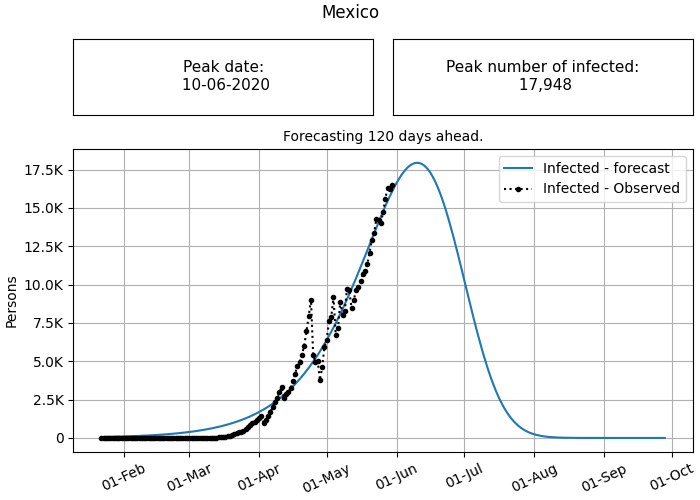 Mexico
Peak date:
10-06-2020
Peak number of infected:
17,948
Forecasting 120 days ahead.
Infected - forecast
Infected - Observed
Persons
17.5K
15.0K
12.5K
10.0K
7.5K
5.0K
2.5K
0
01-Feb
01-Mar
01-Apr
01-May
01-Jun
01-Jul
01-Aug
01-Sep
01-Oct